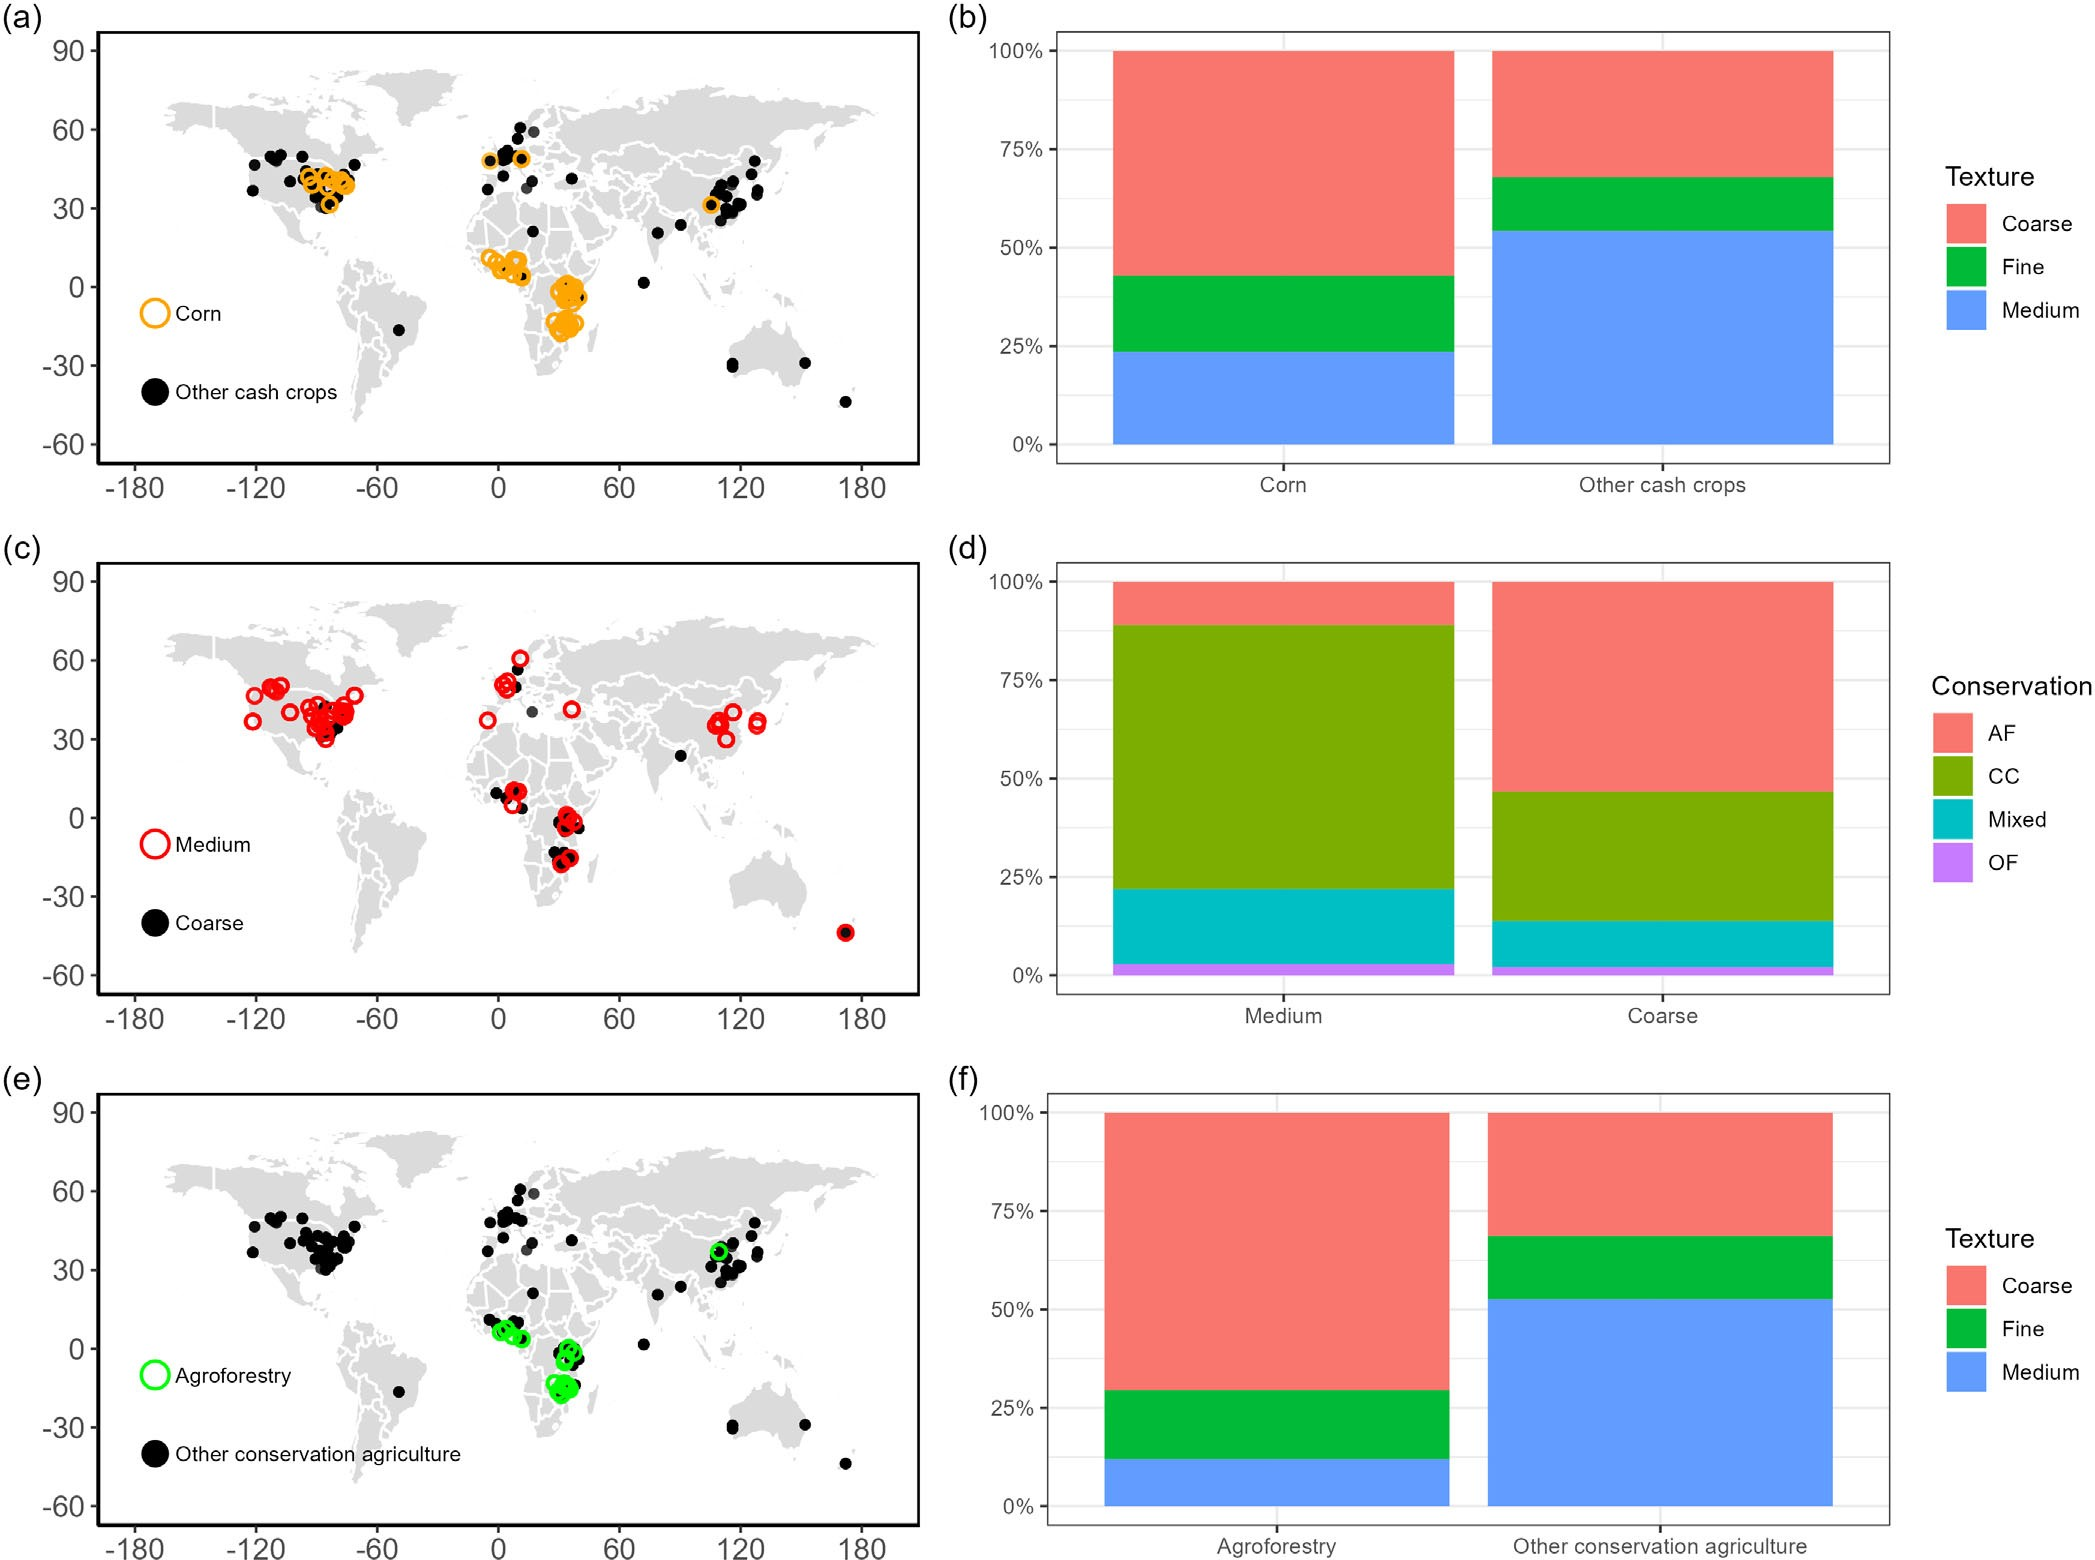 (a)
90
60
30
0
-30
-60
Corn
Other cash crops
-180 -120 -60 0 60 120 180
(b)
100%
75%
50%
25%
0%
Corn Other cash crops
Texture
Coarse
Fine
Medium
(c)
90
60
30
0
-30
-60
Medium
Coarse
-180 -120 -60 0 60 120 180
(d)
100%
75%
50%
25%
0%
Medium Coarse
Conservation
AF
CC
Mixed
OF
(e)
90
60
30
0
-30
-60
Agroforestry
Other conservation agriculture
-180 -120 -60 0 60 120 180
(f)
100%
75%
50%
25%
0%
Agroforestry Other conservation agriculture
Texture
Coarse
Fine
Medium